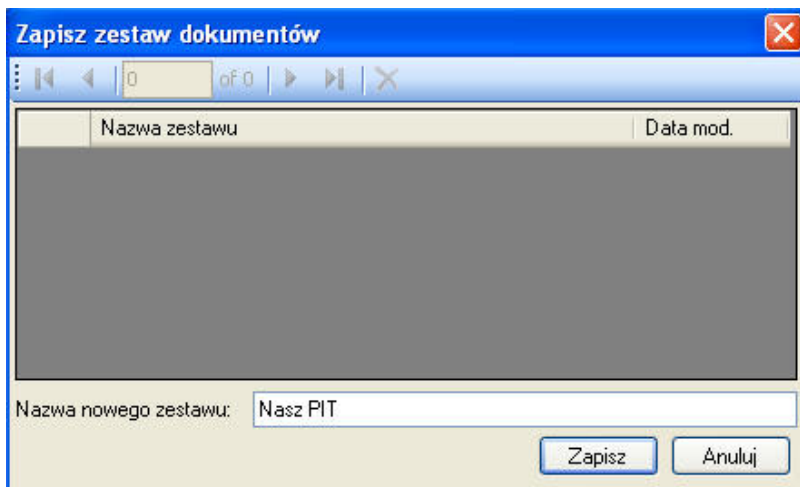 Zapisz zestaw dokumentów
0 of 0
Nazwa zestawu Data mod.
Nazwa nowego zestawu: Nasz PIT
Zapisz Anuluj